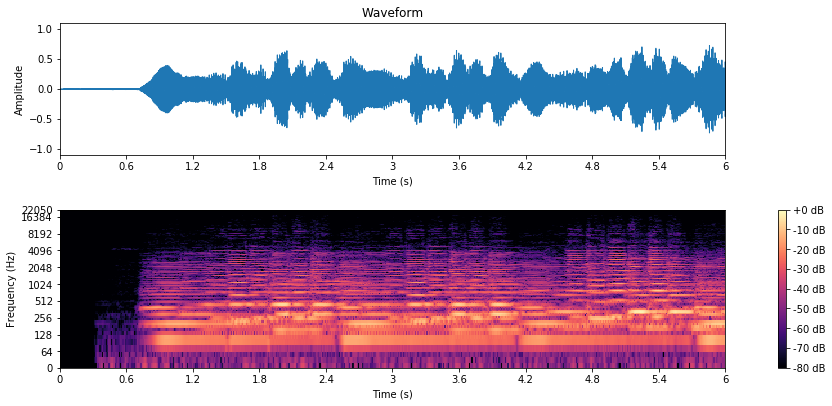 Waveform
1.0
0.5
0.0
−0.5
−1.0
Amplitude
0 0.6 1.2 1.8 2.4 3 3.6 4.2 4.8 5.4 6
Time (s)
22050
16384
8192
4096
2048
1024
512
256
128
64
0
Frequency (Hz)
0 0.6 1.2 1.8 2.4 3 3.6 4.2 4.8 5.4 6
Time (s)
+0 dB
-10 dB
-20 dB
-30 dB
-40 dB
-50 dB
-60 dB
-70 dB
-80 dB